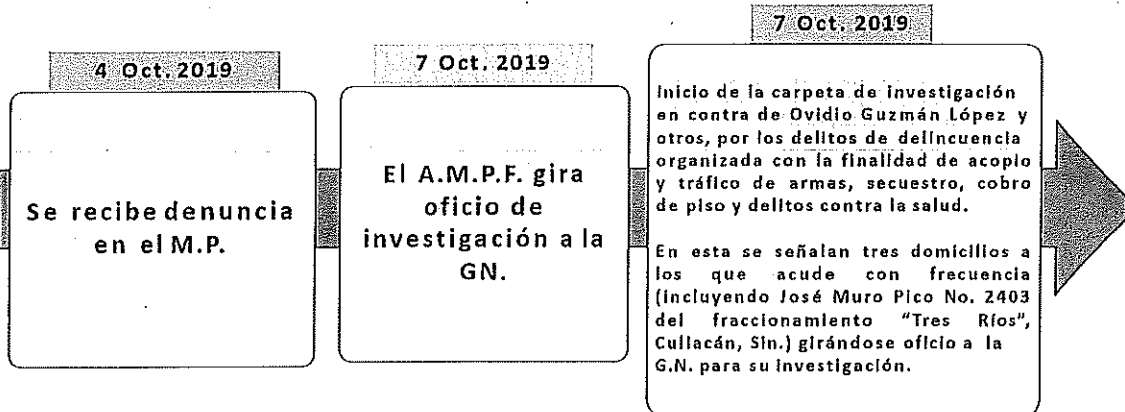 4 Oct. 2019
Se recibe denuncia
en el M.P.
7 Oct. 2019
El A.M.P.F. gira
oficio de
investigación a la
GN.
7 Oct. 2019
Inicio de la carpeta de investigación
en contra de Ovidio Guzmán López y
otros, por los delitos de delincuencia
organizada con la finalidad de acopio
y tráfico de armas, secuestro, cobro
de piso y delitos contra la salud.
En esta se señalan tres domicilios a
los que acude con frecuencia
(incluyendo José Muro Pico No. 2403
del fraccionamiento "Tres Ríos",
Culiacán, Sin.) girándose oficio a la
G.N. para su investigación.